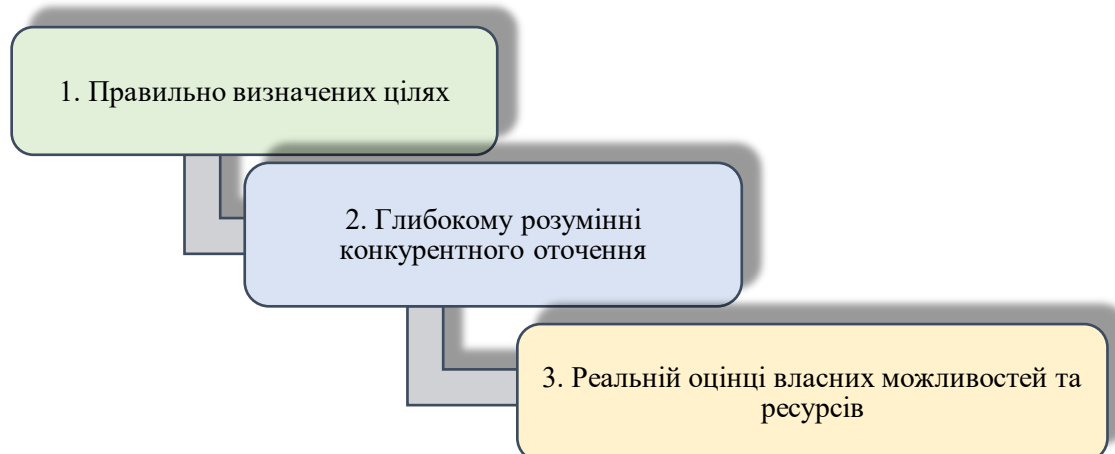 1. Правильно визначених цілях
2. Глибокому розумінні
конкурентного оточення
3. Реальній оцінці власних можливостей та
ресурсів